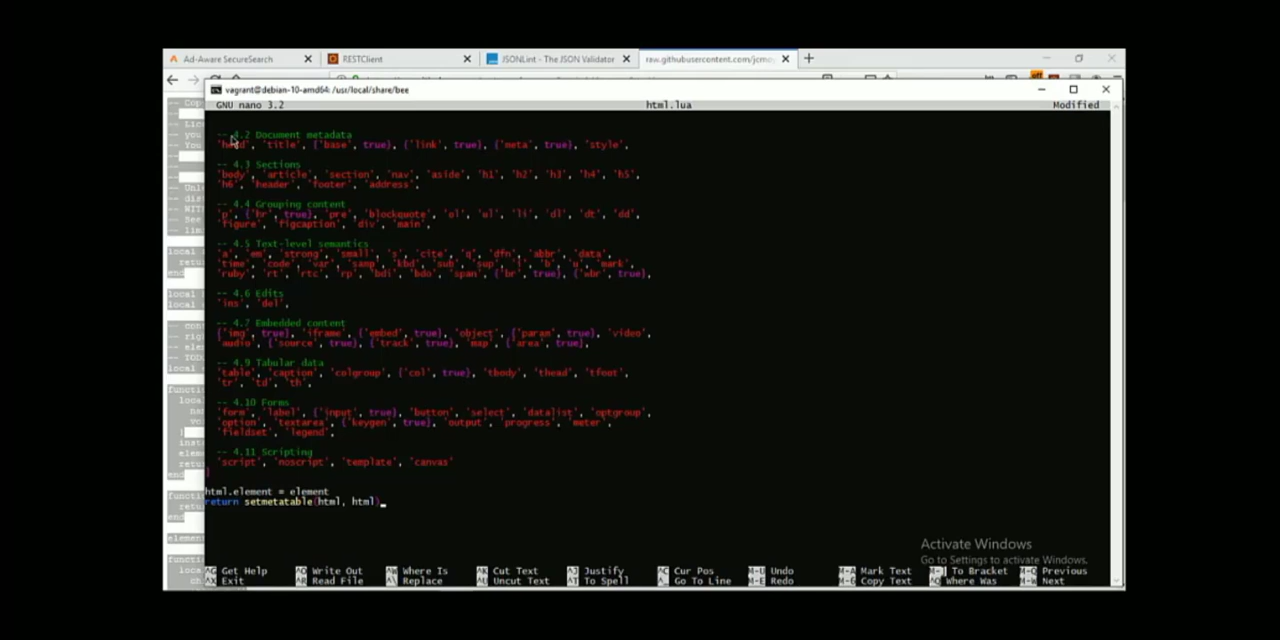 Ad-Aware SecureSearch
RESTClient
JSONLint - The JSON Validator
raw.githubusercontent.com/jcmo
vagrant@debian-10-amd64: /usr/local/share/bee
GNU nano 3.2 html.lua Modified
-- 4.2 Document metadata
'head', 'title', {'base', true}, {'link', true}, {'meta', true}, 'style',
-- 4.3 Sections
'body', 'article', 'section', 'nav', 'aside', 'h1', 'h2', 'h3', 'h4', 'h5',
'h6', 'header', 'footer', 'address',
-- 4.4 Grouping content
'p', {'hr', true}, 'pre', 'blockquote', 'ol', 'ul', 'li', 'dl', 'dt', 'dd',
'figure', 'figcaption', 'div', 'main',
-- 4.5 Text-level semantics
'a', 'em', 'strong', 'small', 's', 'cite', 'q', 'dfn', 'abbr', 'data',
'time', 'code', 'var', 'samp', 'kbd', 'sub', 'sup', 'i', 'b', 'u', 'mark',
'ruby', 'rt', 'rtc', 'rp', 'bdi', 'bdo', 'span', {'br', true}, {'wbr', true},
-- 4.6 Edits
'ins', 'del',
-- 4.7 Embedded content
{'img', true}, 'iframe', {'embed', true}, 'object', {'param', true}, 'video',
'audio', {'source', true}, {'track', true}, 'map', {'area', true},
-- 4.9 Tabular data
'table', 'caption', 'colgroup', {'col', true}, 'tbody', 'thead', 'tfoot',
'tr', 'td', 'th',
-- 4.10 Forms
'form', 'label', {'input', true}, 'button', 'select', 'datalist', 'optgroup',
'option', 'textarea', {'keygen', true}, 'output', 'progress', 'meter',
'fieldset', 'legend',
-- 4.11 Scripting
'script', 'noscript', 'template', 'canvas'
}
html.element = element
return setmetatable(html, html)
Activate Windows
Go to Settings to activate Windows.
^G Get Help ^O Write Out ^W Where Is ^K Cut Text ^J Justify ^C Cur Pos M-U Undo M-A Mark Text M-] To Bracket M-Q Previous
^X Exit ^R Read File ^\ Replace ^U Uncut Text ^T To Spell ^_ Go To Line M-E Redo M-6 Copy Text ^Q Where Was M-W Next